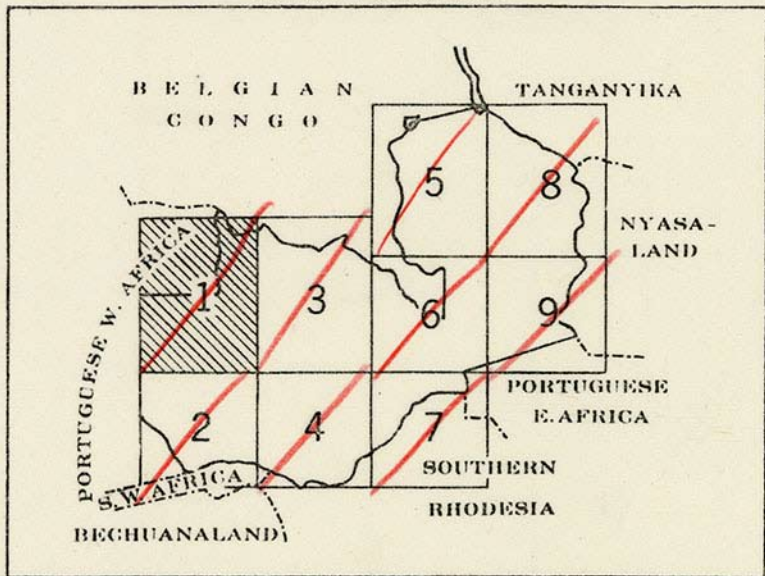 BELGIAN
CONGO
TANGANYIKA
5
8
NYASA-
LAND
PORTUGUESE W. AFRICA
1
3
6
9
PORTUGUESE
E. AFRICA
2
4
7
S.W. AFRICA
SOUTHERN
RHODESIA
BECHUANALAND